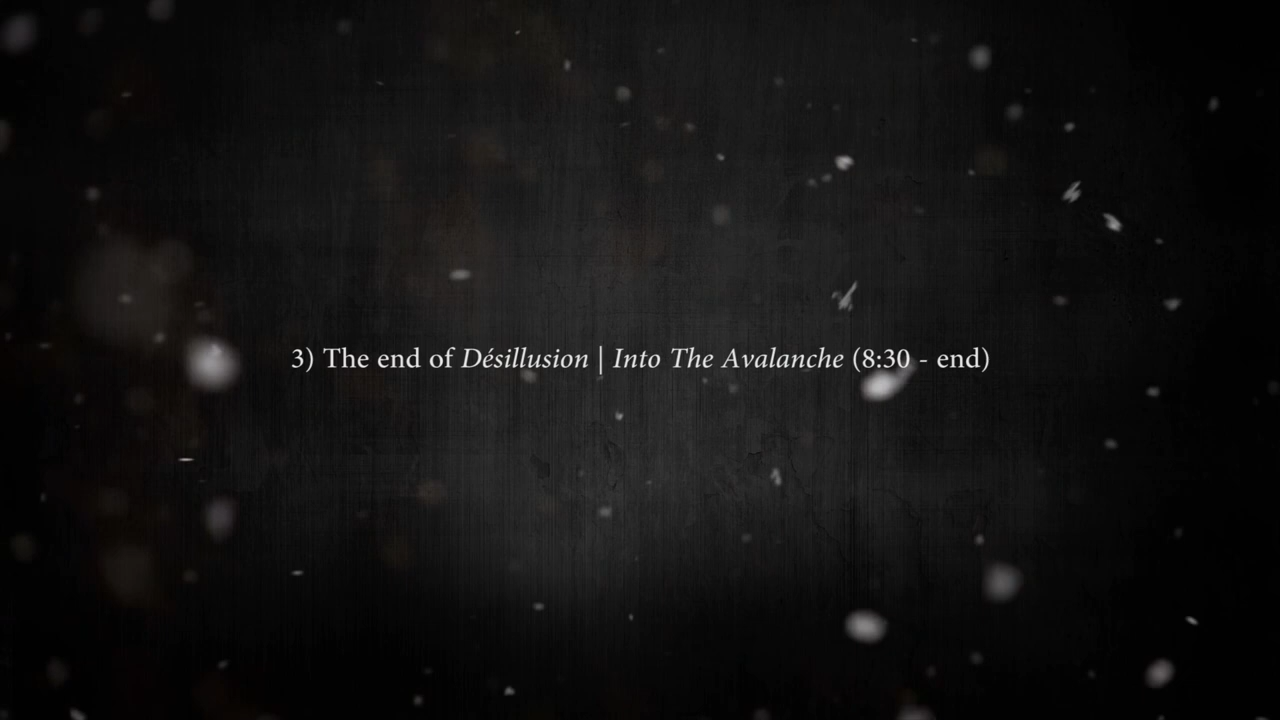 3) The end of Désillusion | Into The Avalanche (8:30 - end)